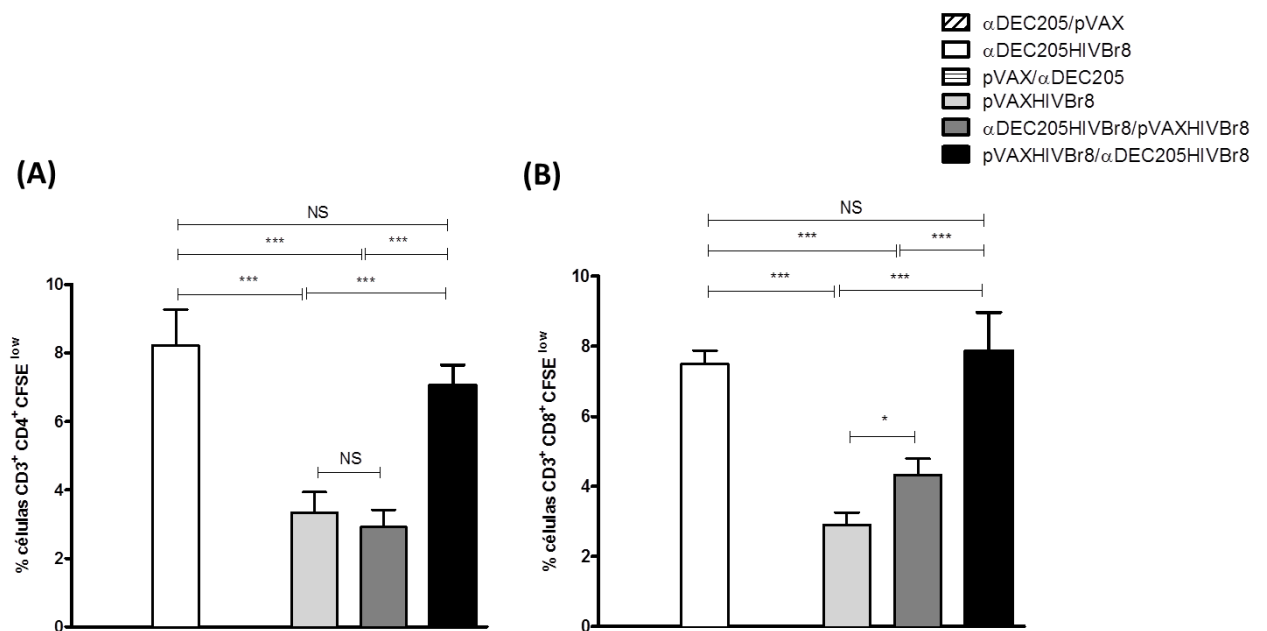 αDEC205/pVAX
αDEC205HIVBr8
pVAX/αDEC205
pVAXHIVBr8
αDEC205HIVBr8/pVAXHIVBr8
pVAXHIVBr8/αDEC205HIVBr8
(A)
NS
*** ***
*** ***
10
8
6
4
2
0
NS
% células CD3+ CD4+ CFSE low
(B)
NS
*** ***
*** ***
10
8
6
4
2
0
*
% células CD3+ CD8+ CFSE low